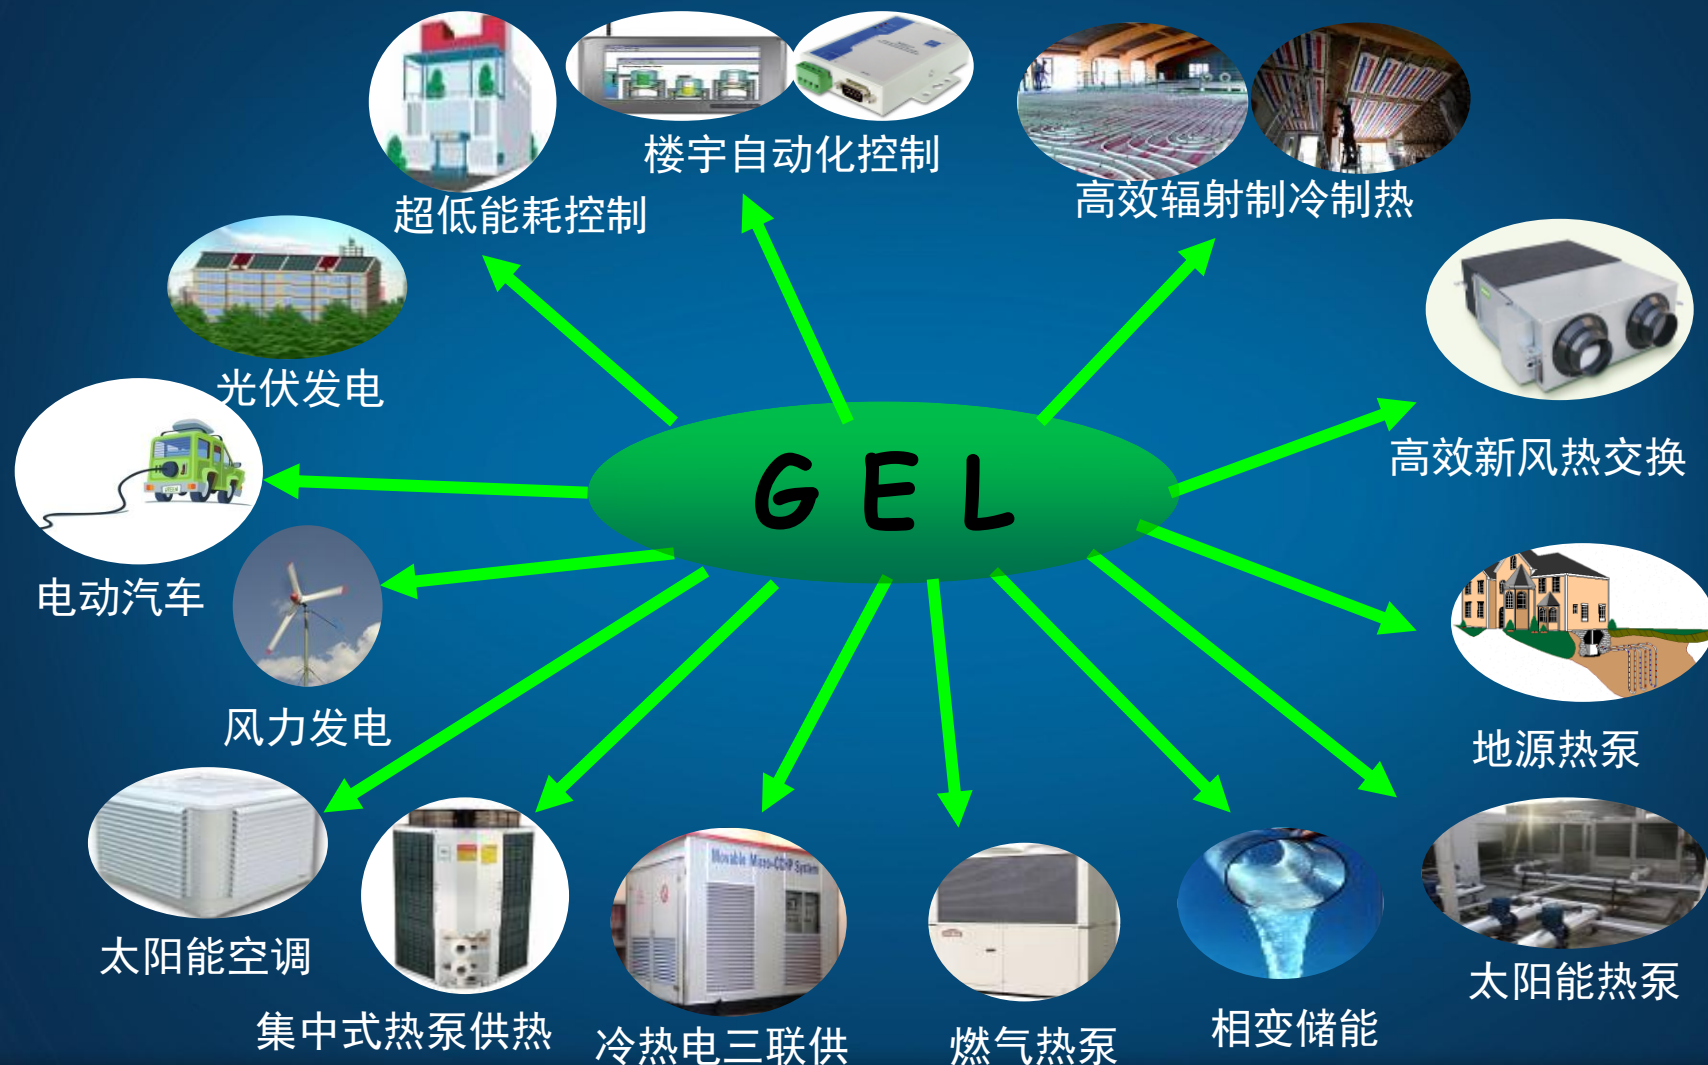 楼宇自动化控制
高效辐射制冷制热
超低能耗控制
光伏发电
高效新风热交换
GEL
电动汽车
风力发电
地源热泵
Movable Micro-CCHP System
太阳能空调
太阳能热泵
集中式热泵供热
冷热电三联供
燃气热泵
相变储能